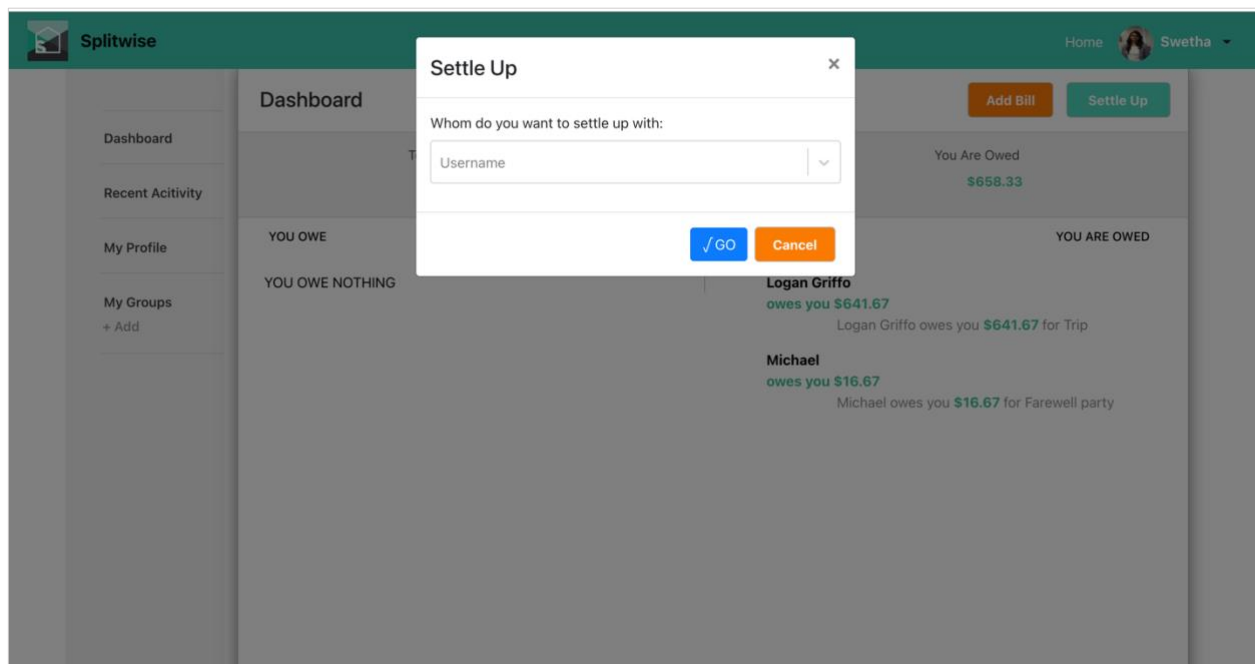 Splitwise
Home Swetha
Settle Up ×
Dashboard Add Bill Settle Up
Whom do you want to settle up with:
Username
Dashboard
Recent Acitivity
My Profile
My Groups
+ Add
You Are Owed
$658.33
√ GO Cancel
YOU OWE YOU ARE OWED
YOU OWE NOTHING
Logan Griffo
owes you $641.67
Logan Griffo owes you $641.67 for Trip
Michael
owes you $16.67
Michael owes you $16.67 for Farewell party